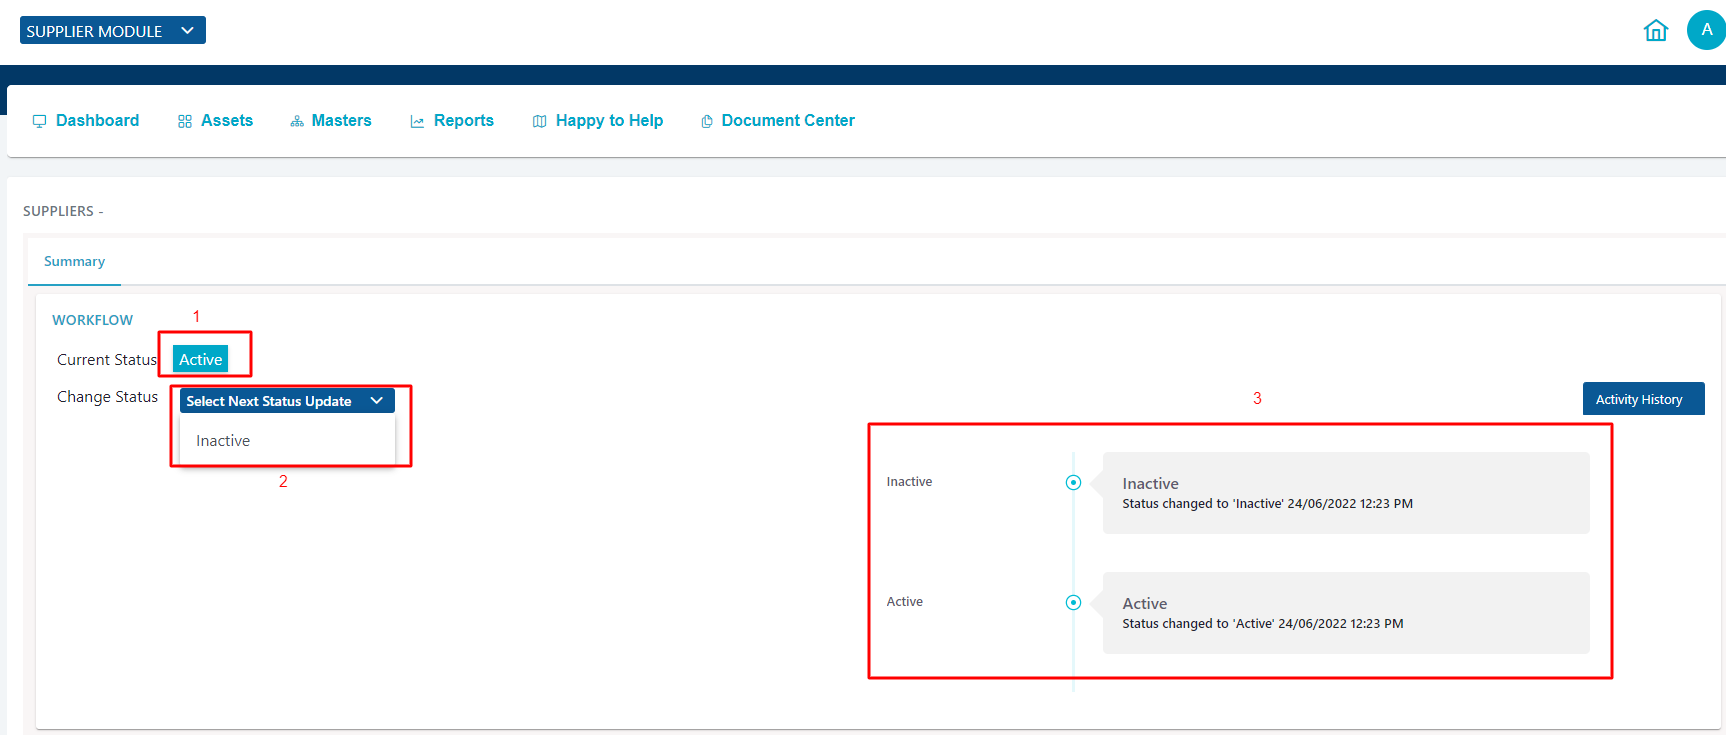 SUPPLIER MODULE
A
Dashboard
Assets
Masters
Reports
Happy to Help
Document Center
SUPPLIERS -
Summary
WORKFLOW
1
Current Status
Active
Change Status
Select Next Status Update
Inactive
2
3
Activity History
Inactive
Inactive
Status changed to 'Inactive' 24/06/2022 12:23 PM
Active
Active
Status changed to 'Active' 24/06/2022 12:23 PM